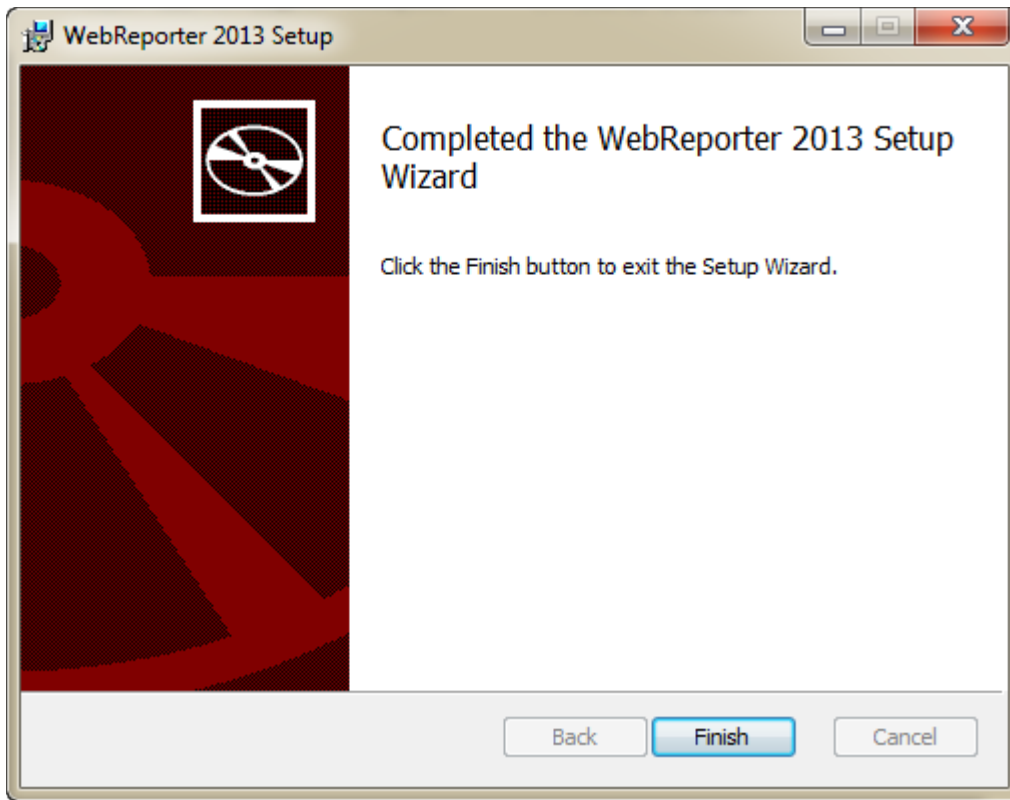 WebReporter 2013 Setup
Completed the WebReporter 2013 Setup
Wizard
Click the Finish button to exit the Setup Wizard.
Back Finish Cancel